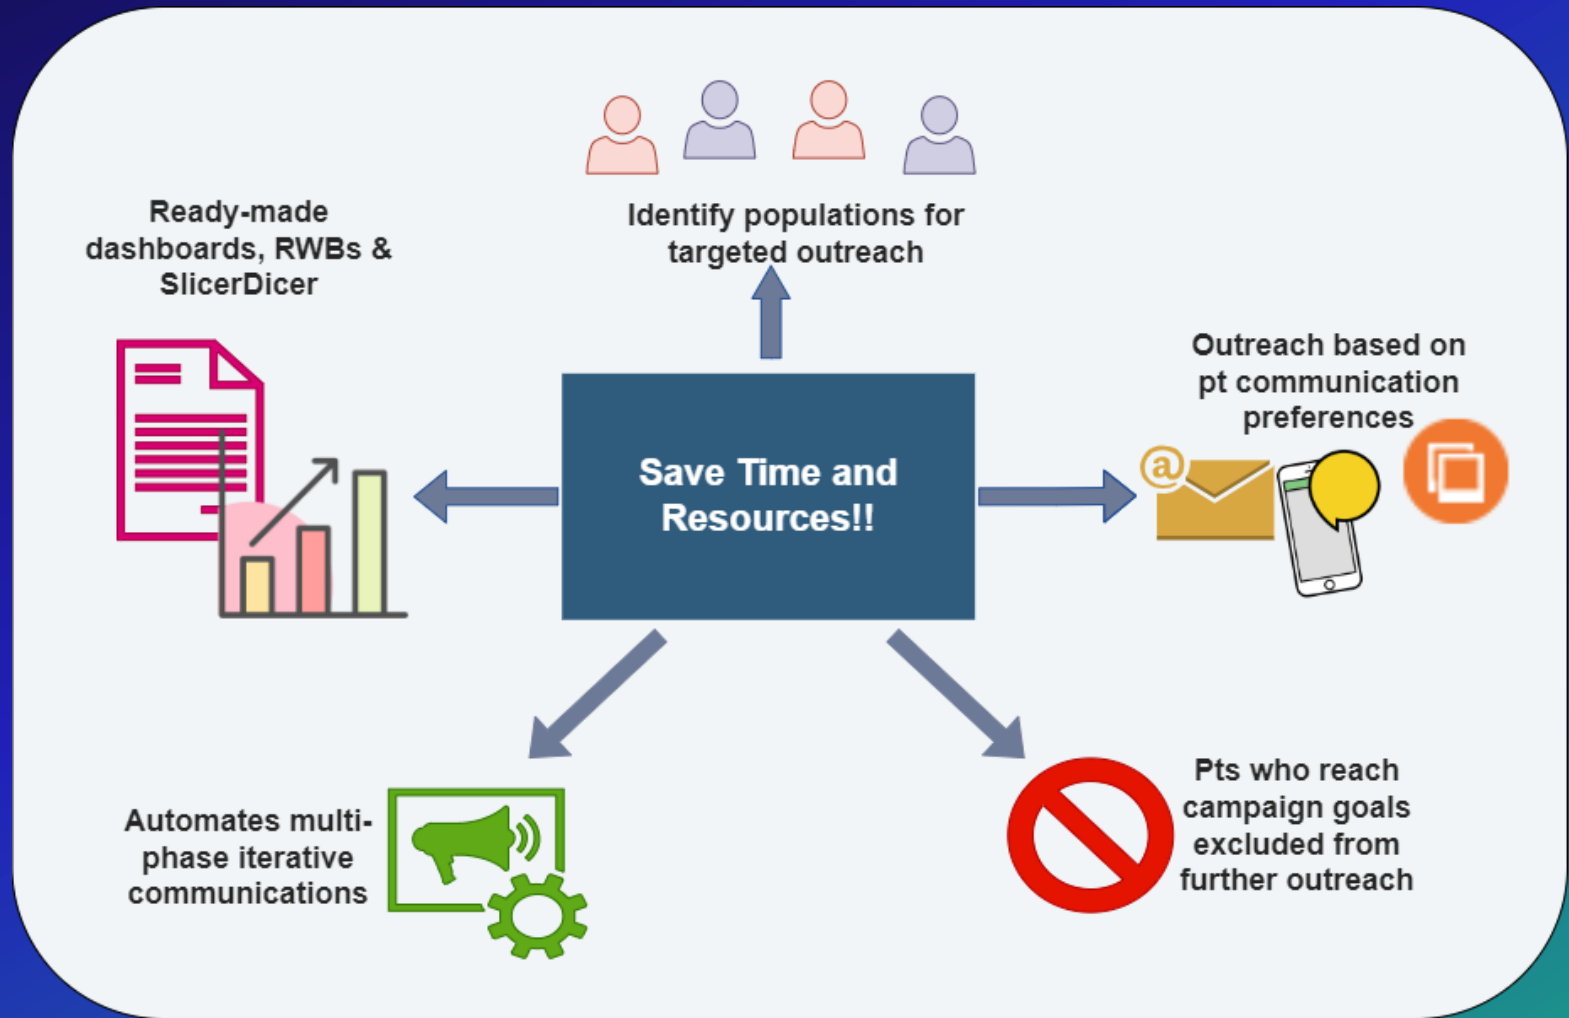 Identify populations for
targeted outreach
Ready-made
dashboards, RWBs &
SlicerDicer
Outreach based on
pt communication
preferences
@
Save Time and
Resources!!
Automates multi-
phase iterative
communications
Pts who reach
campaign goals
excluded from
further outreach